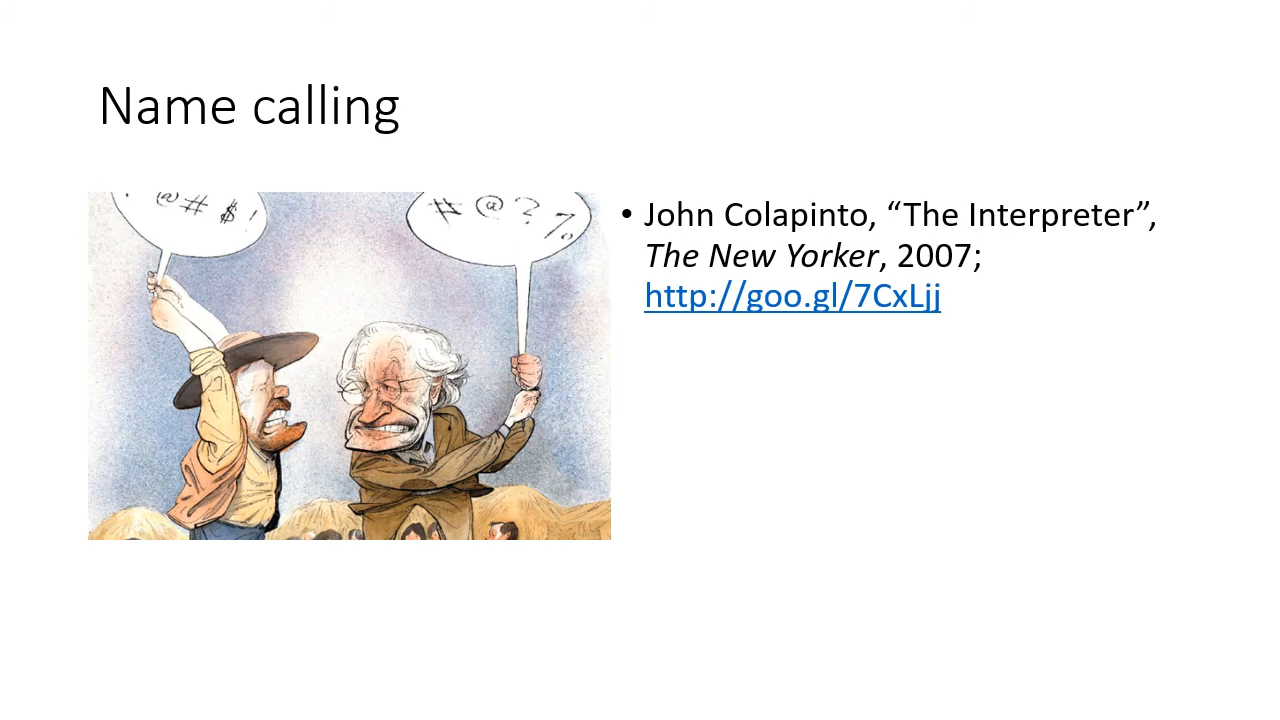 Name calling
@#$!
#@?%
• John Colapinto, “The Interpreter”,
The New Yorker, 2007;
http://goo.gl/7CxLjj